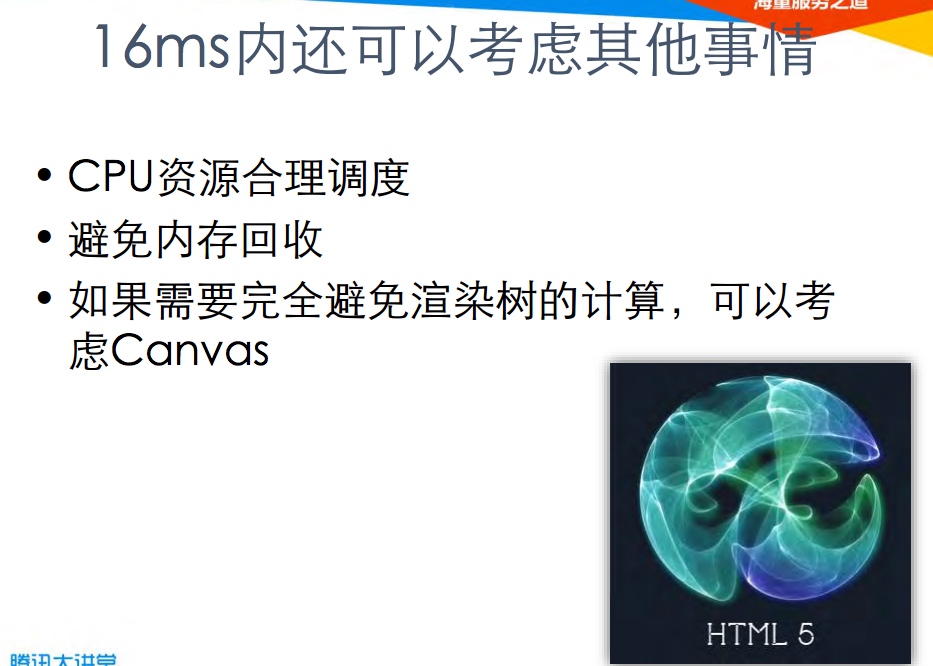 海量服务之道
16ms内还可以考虑其他事情
• CPU资源合理调度
• 避免内存回收
• 如果需要完全避免渲染树的计算，可以考
虑Canvas
HTML 5
腾讯大讲堂